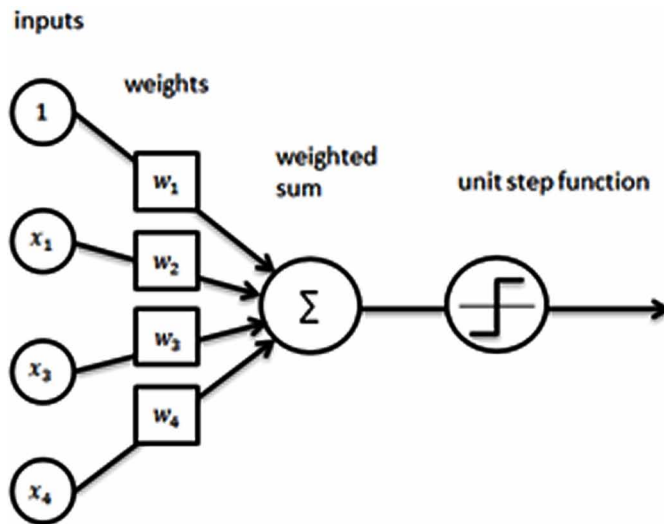 inputs
weights
1
w₁
weighted
sum
unit step function
x₁
w₂
Σ
x₃
w₃
x₄
w₄